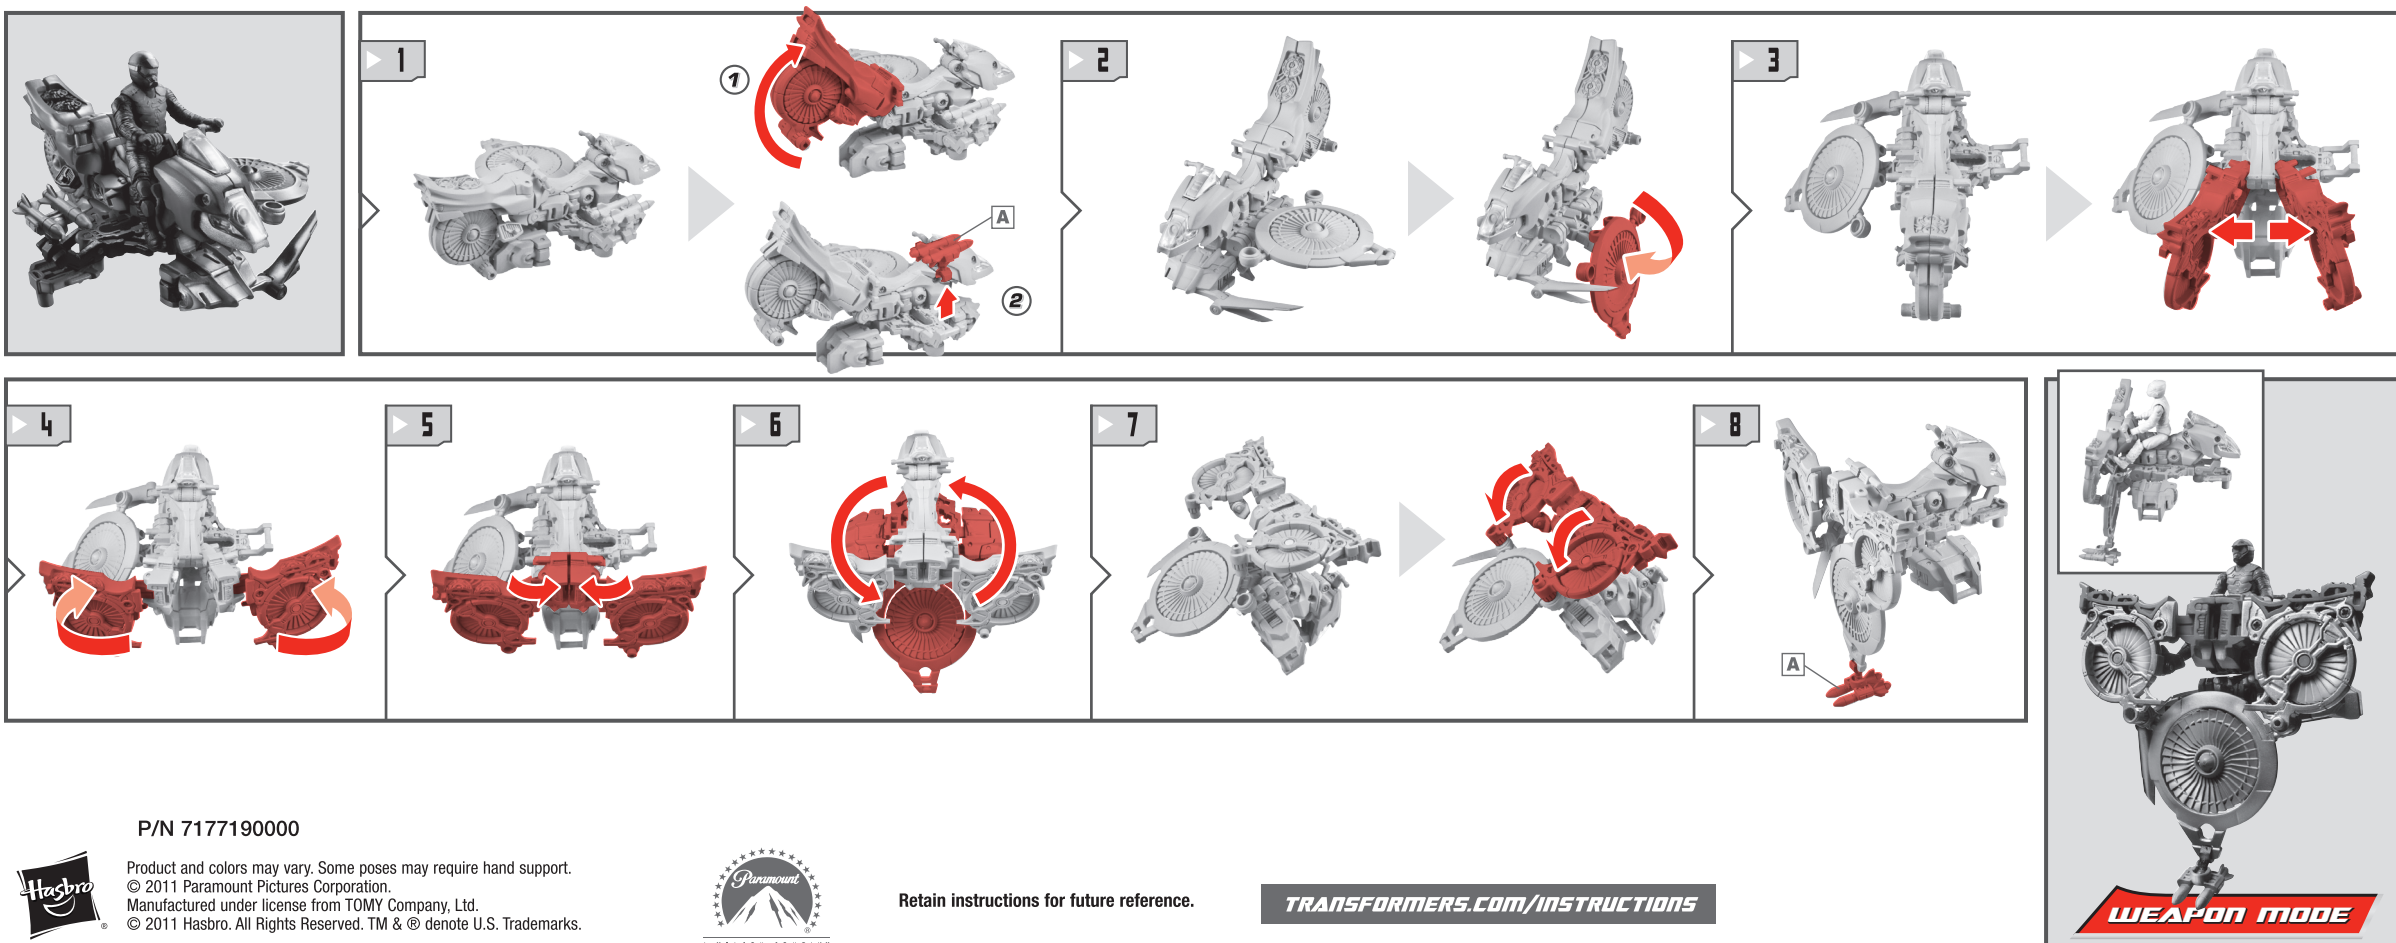 1
1
A
2
2
3
4
5
6
7
8
A
P/N 7177190000
Hasbro
®
Product and colors may vary. Some poses may require hand support.
© 2011 Paramount Pictures Corporation.
Manufactured under license from TOMY Company, Ltd.
© 2011 Hasbro. All Rights Reserved. TM & ® denote U.S. Trademarks.
Paramount
®
Retain instructions for future reference.
TRANSFORMERS.COM/INSTRUCTIONS
WEAPON MODE